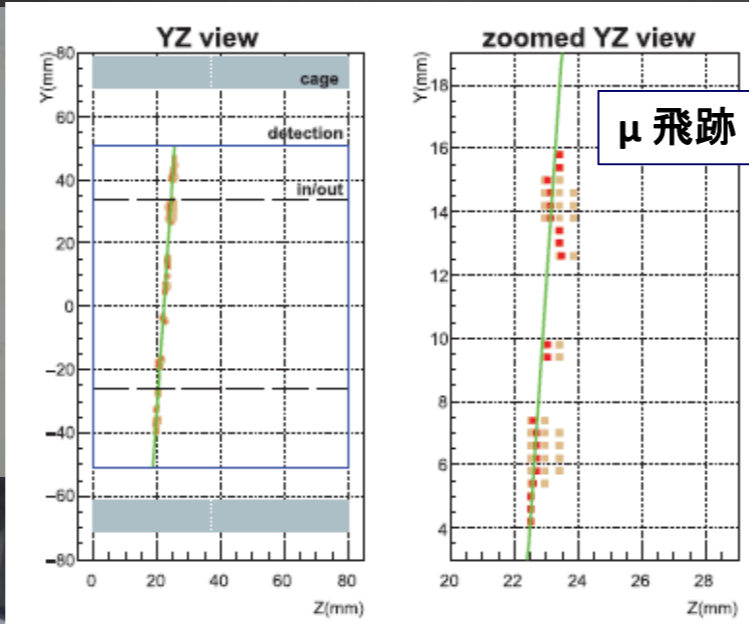 YZ view
Y(mm)
80
60
40
20
0
-20
-40
-60
-80
cage
detection
in/out
0 20 40 60 80
Z(mm)
zoomed YZ view
Y(mm)
18
16
14
12
10
8
6
4
μ 飛跡
20 22 24 26 28
Z(mm)